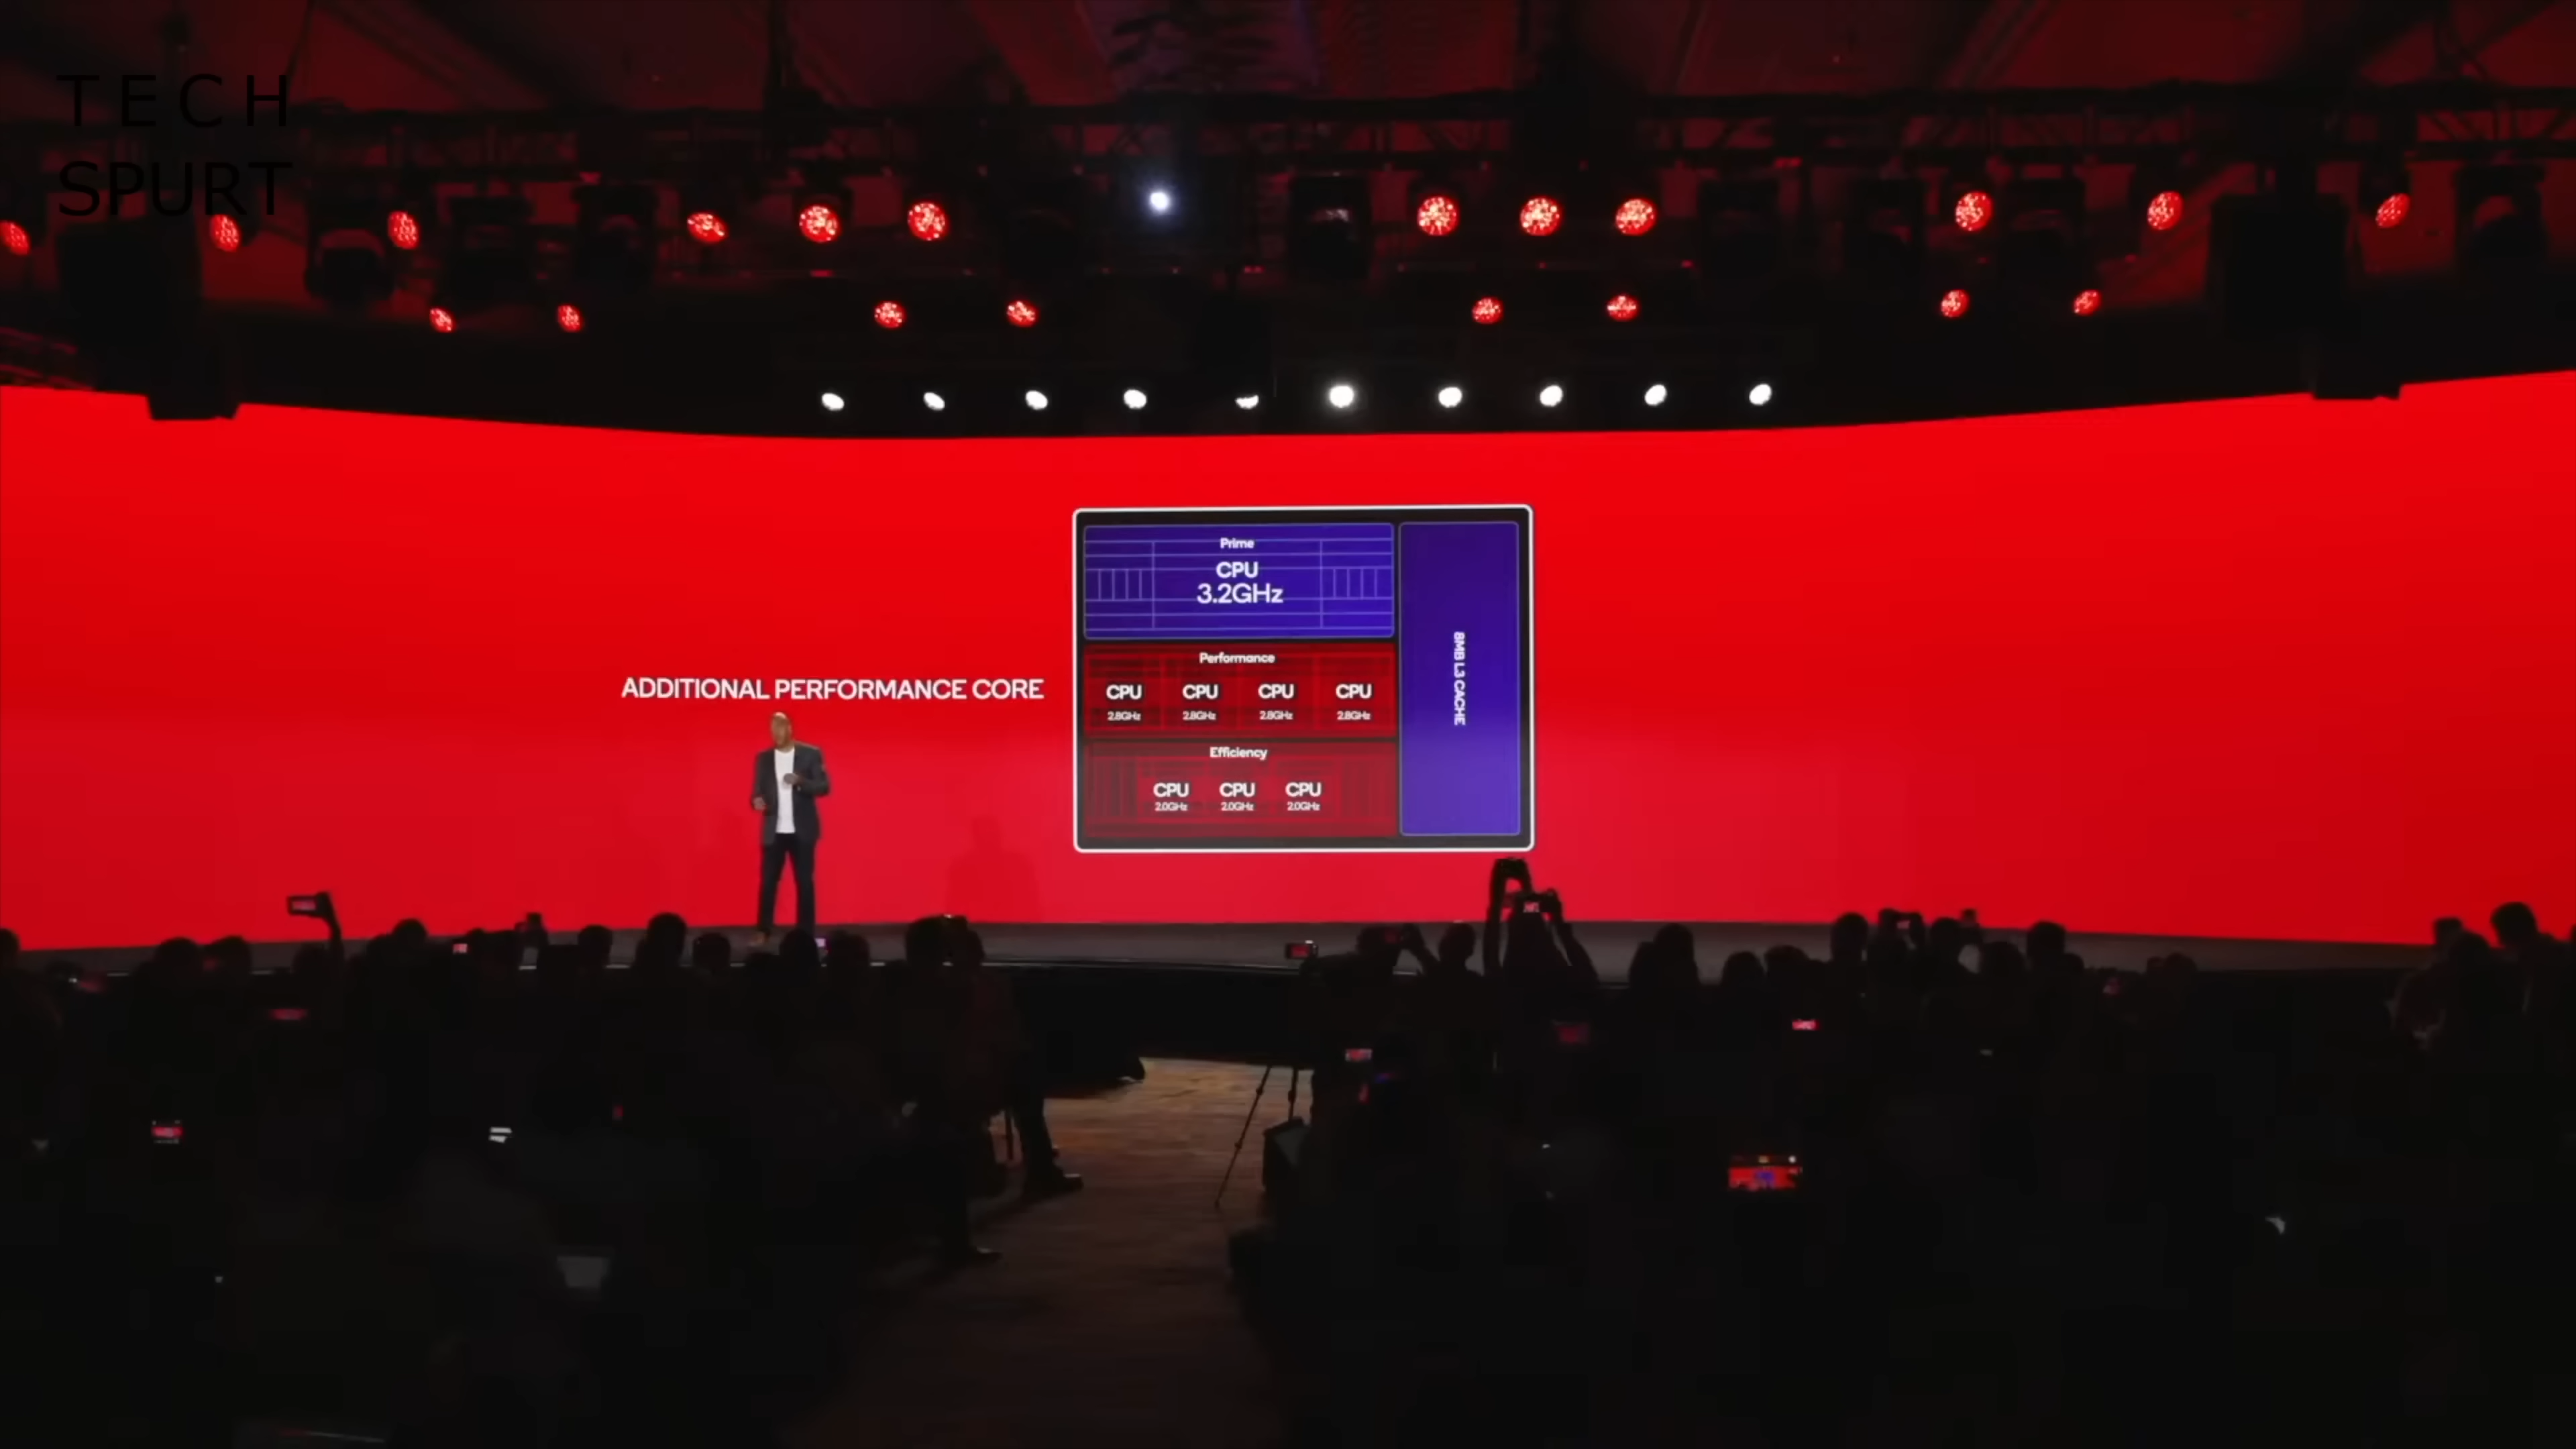 TECH
SPURT
ADDITIONAL PERFORMANCE CORE
Prime
CPU
3.2GHz
Performance
CPU CPU CPU CPU
2.8GHz 2.8GHz 2.8GHz 2.8GHz
Efficiency
CPU CPU CPU
2.0GHz 2.0GHz 2.0GHz
8MB L3 CACHE